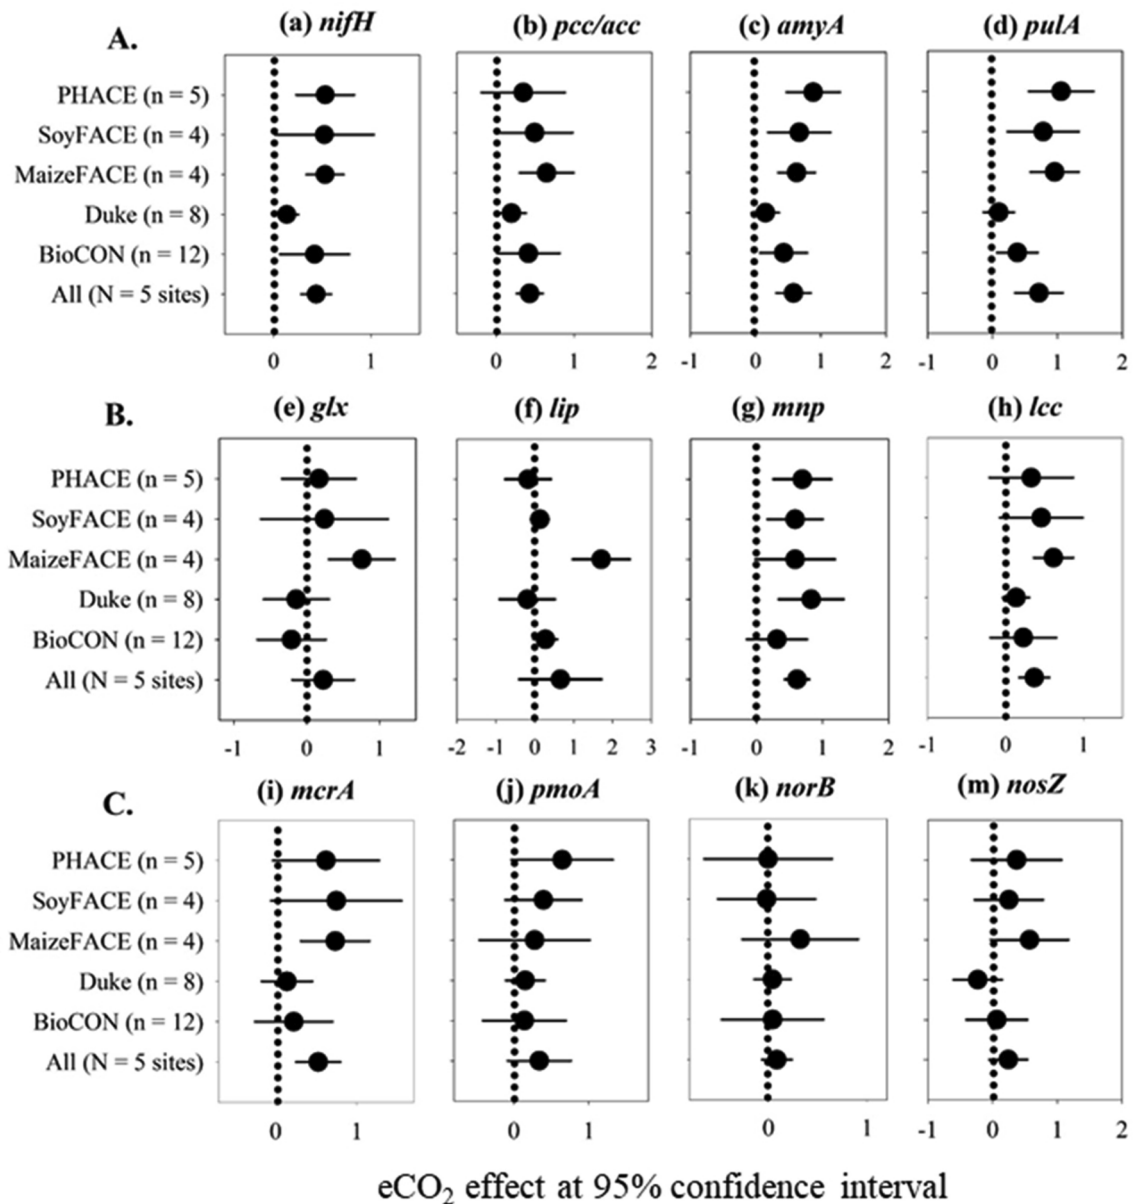 A.
(a) nifH (b) pcc/acc (c) amyA (d) pulA
PHACE (n = 5)
SoyFACE (n = 4)
MaizeFACE (n = 4)
Duke (n = 8)
BioCON (n = 12)
All (N = 5 sites)
0 1 0 1 2 -1 0 1 2 -1 0 1 2
B.
(e) glx (f) lip (g) mnp (h) lcc
PHACE (n = 5)
SoyFACE (n = 4)
MaizeFACE (n = 4)
Duke (n = 8)
BioCON (n = 12)
All (N = 5 sites)
-1 0 1 -2 -1 0 1 2 3 -1 0 1 2 -1 0 1
C.
(i) mcrA (j) pmoA (k) norB (m) nosZ
PHACE (n = 5)
SoyFACE (n = 4)
MaizeFACE (n = 4)
Duke (n = 8)
BioCON (n = 12)
All (N = 5 sites)
0 1 0 1 0 1 -1 0 1 2
eCO₂ effect at 95% confidence interval